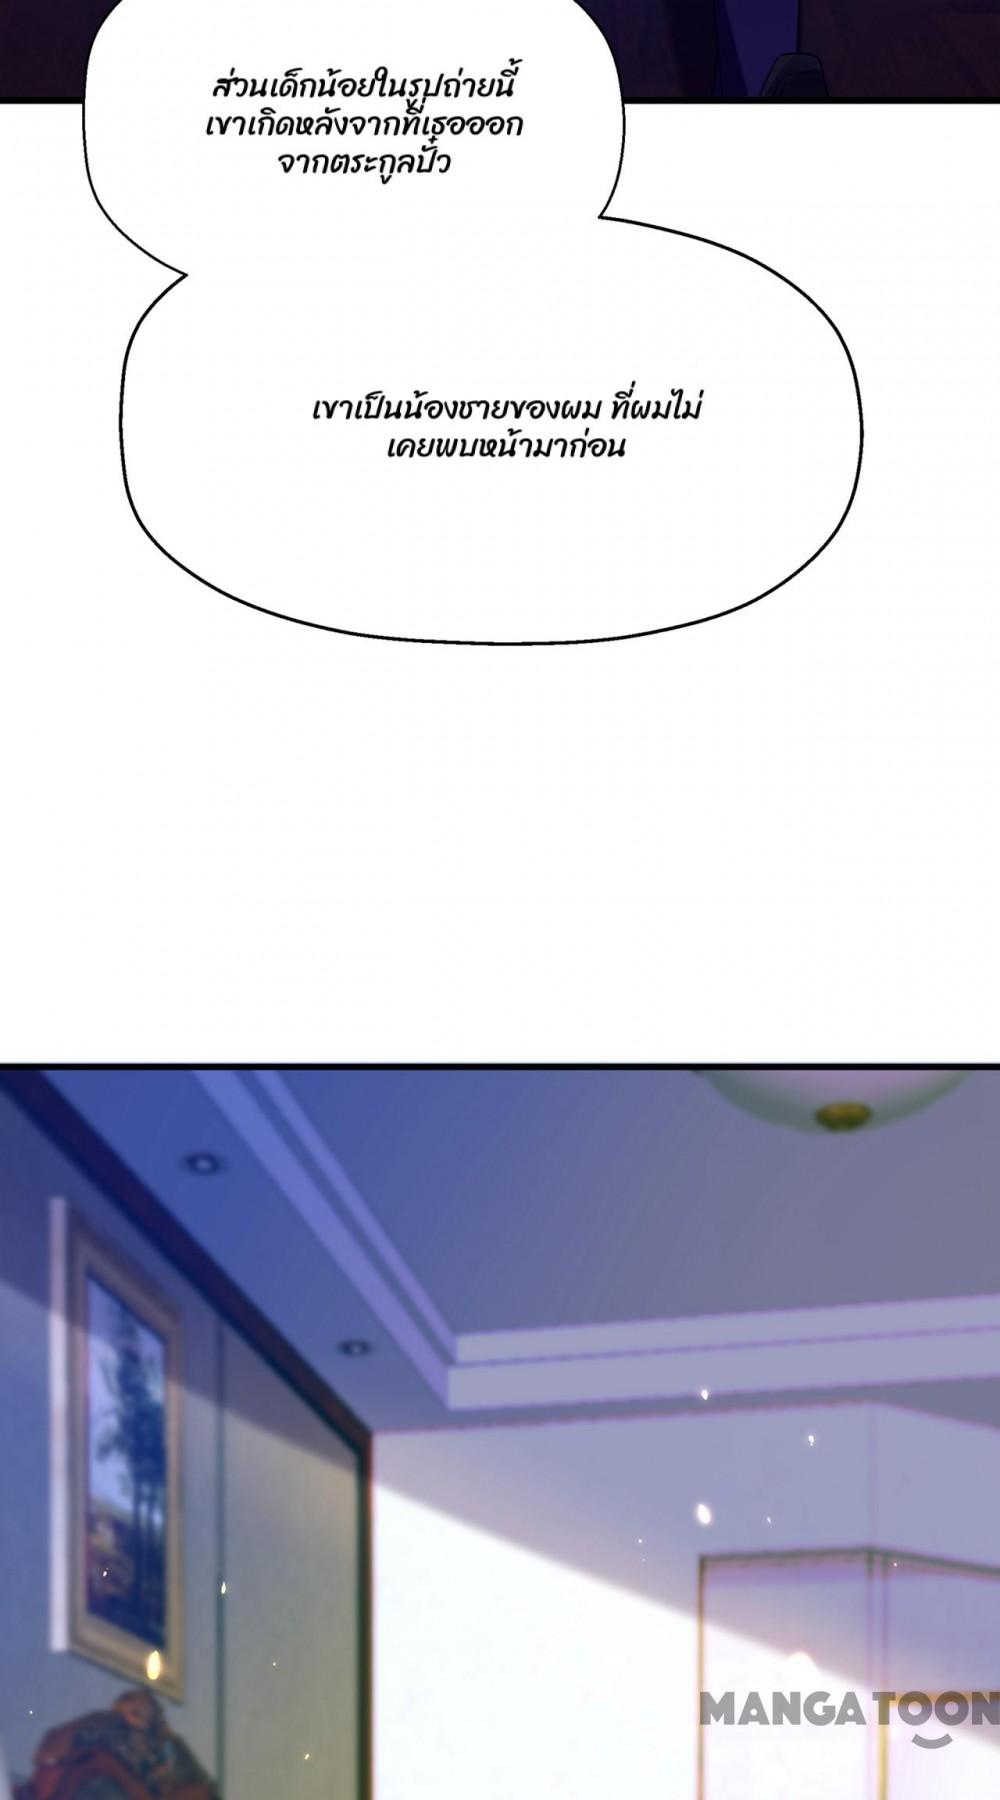 ส่วนเด็กน้อยในรูปถ่ายนี้
เขาเกิดหลังจากที่เธอออก
จากตระกูลปั๋ว
เขาเป็นน้องชายของผม ที่ผมไม่
เคยพบหน้ามาก่อน
MANGATOON